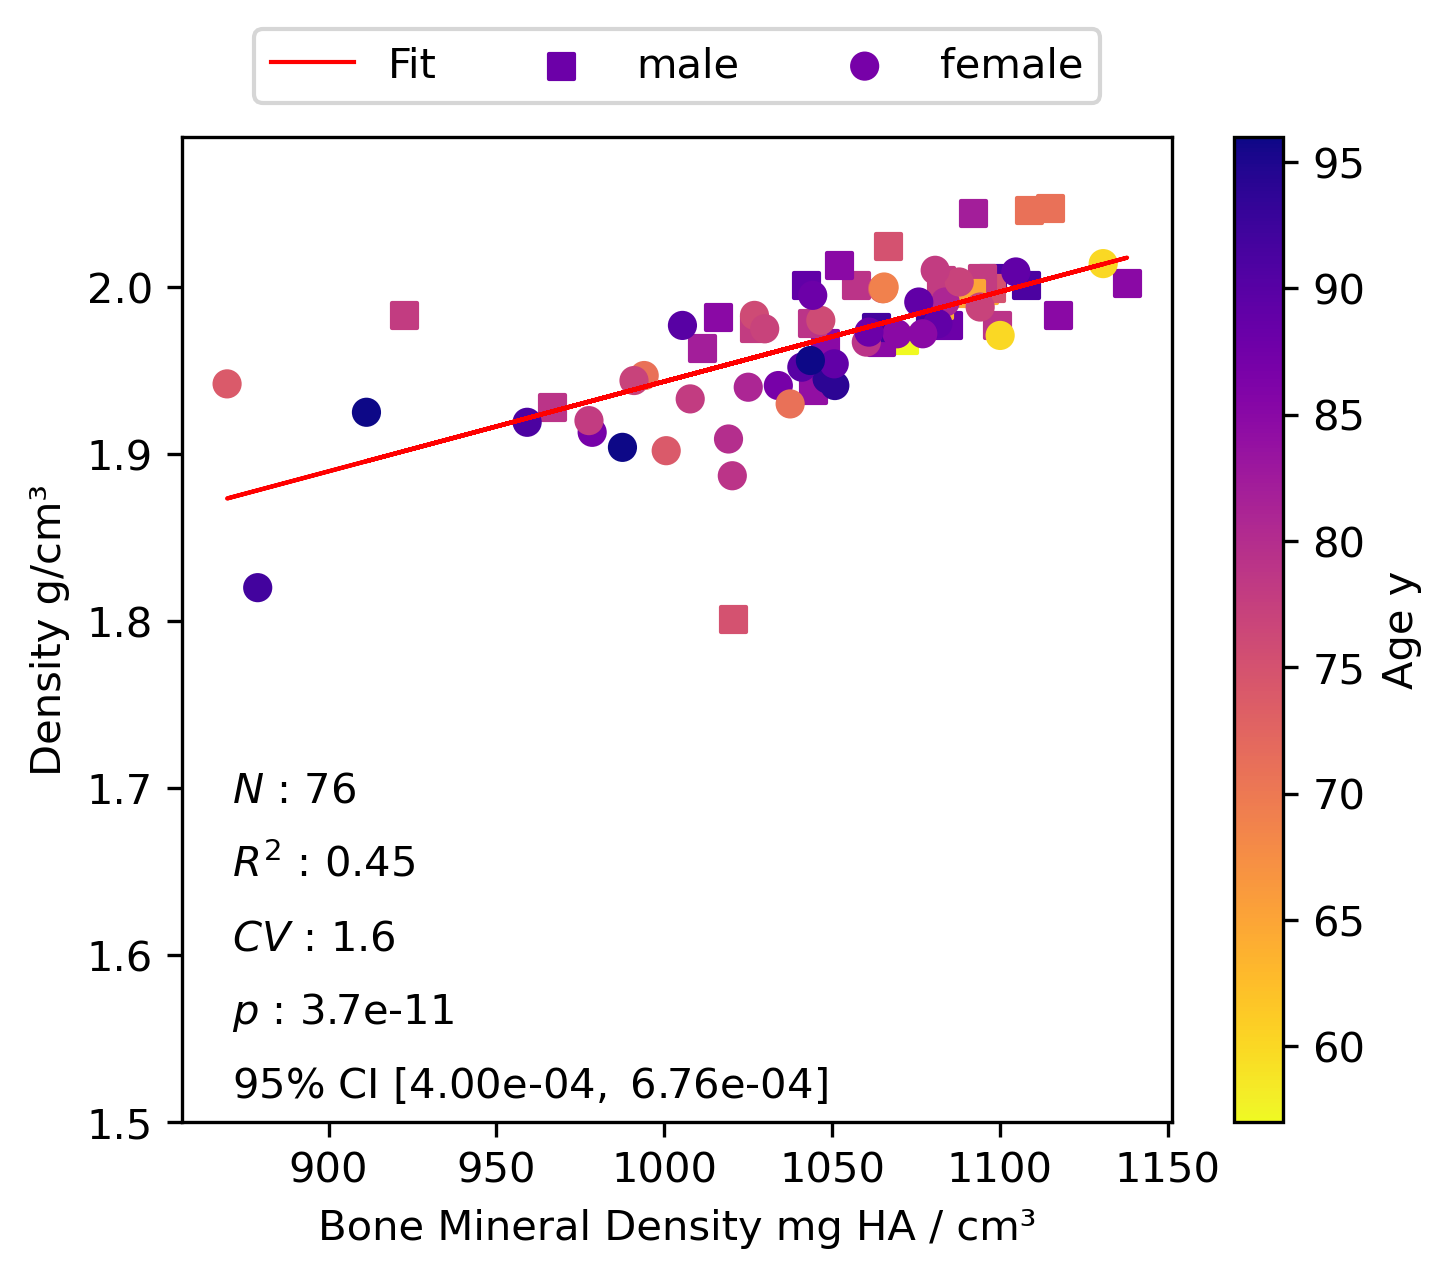 Fit male female
2.0
1.9
1.8
1.7
1.6
1.5
Density g/cm³
N : 76
R² : 0.45
CV : 1.6
p : 3.7e-11
95% CI [4.00e-04, 6.76e-04]
900 950 1000 1050 1100 1150
Bone Mineral Density mg HA / cm³
95
90
85
80
75
70
65
60
Age y